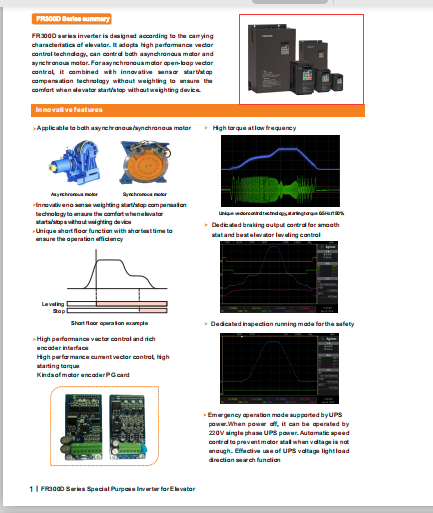 FR300D Series summary
FR300D series inverter is designed according to the carrying
characteristics of elevator. It adopts high performance vector
control technology, can control both asynchronous motor and
synchronous motor. For asynchronous motor open-loop vector
control, it combined with innovative sensor start/stop
compensation technology without weighting to ensure the
comfort when elevator start/stop without weighting device.
Innovative features
Applicable to both asynchronous/synchronous motor
Asynchronous motor Synchronous motor
Innovative no sense weighting start/stop compensation
technology to ensure the comfort when elevator
starts/stops without weighting device
Unique short floor function with shortest time to
ensure the operation efficiency
Leveling
Stop
Short floor operation example
High performance vector control and rich
encoder interface
High performance current vector control, high
starting torque
Kinds of motor encoder PG card
High torque at low frequency
Unique vector control technology, starting torque 0.5Hz/150%
Dedicated braking output control for smooth
stat and best elevator leveling control
Agilent
Dedicated inspection running mode for the safety
Agilent
Emergency operation mode supported by UPS
power. When power off, it can be operated by
220V single phase UPS power. Automatic speed
control to prevent motor stall when voltage is not
enough. Effective use of UPS voltage light load
direction search function
1 | FR300D Series Special Purpose Inverter for Elevator